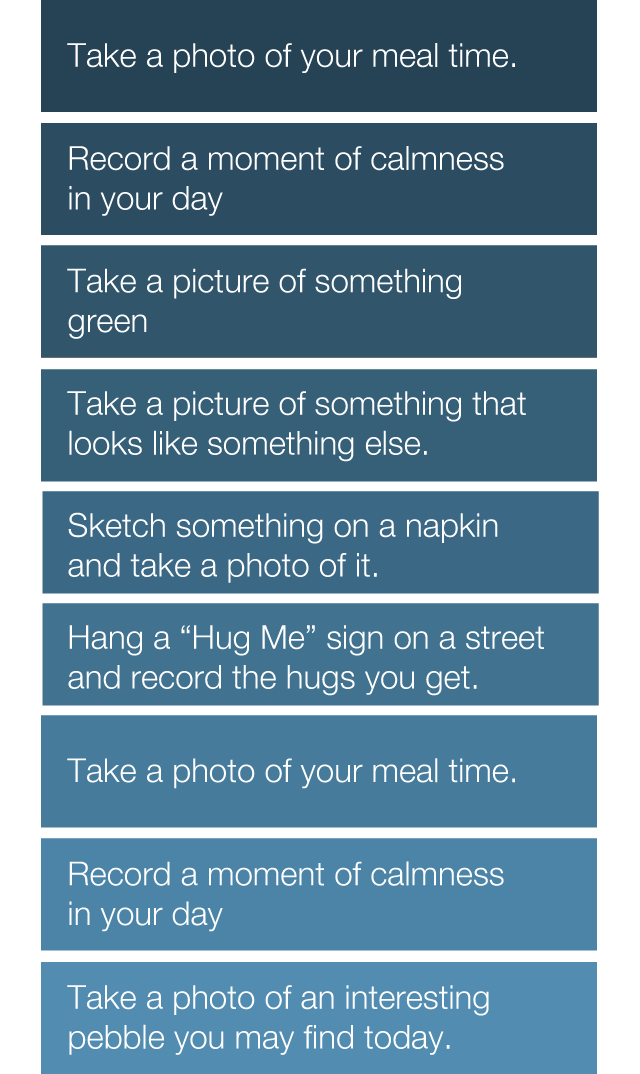 Take a photo of your meal time.
Record a moment of calmness
in your day
Take a picture of something
green
Take a picture of something that
looks like something else.
Sketch something on a napkin
and take a photo of it.
Hang a “Hug Me” sign on a street
and record the hugs you get.
Take a photo of your meal time.
Record a moment of calmness
in your day
Take a photo of an interesting
pebble you may find today.